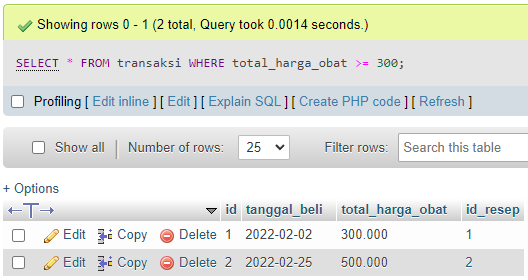 Showing rows 0 - 1 (2 total, Query took 0.0014 seconds.)
SELECT * FROM transaksi WHERE total_harga_obat >= 300;
Profiling [ Edit inline ] [ Edit ] [ Explain SQL ] [ Create PHP code ] [ Refresh ]
Show all Number of rows: 25 Filter rows: Search this table
+ Options
id tanggal_beli total_harga_obat id_resep
Edit Copy Delete 1 2022-02-02 300.000 1
Edit Copy Delete 2 2022-02-25 500.000 2